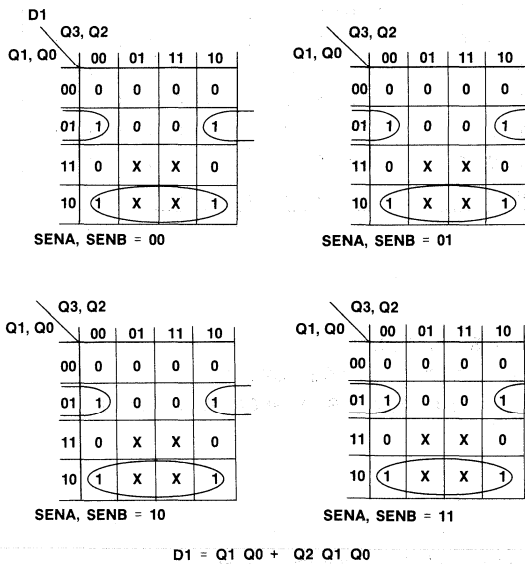 D1
Q3, Q2
Q1, Q0 00 01 11 10
00 0 0 0 0
01 1 0 0 1
11 0 X X 0
10 1 X X 1
SENA, SENB = 00
Q3, Q2
Q1, Q0 00 01 11 10
00 0 0 0 0
01 1 0 0 1
11 0 X X 0
10 1 X X 1
SENA, SENB = 01
Q3, Q2
Q1, Q0 00 01 11 10
00 0 0 0 0
01 1 0 0 1
11 0 X X 0
10 1 X X 1
SENA, SENB = 10
Q3, Q2
Q1, Q0 00 01 11 10
00 0 0 0 0
01 1 0 0 1
11 0 X X 0
10 1 X X 1
SENA, SENB = 11
D1 = Q1 Q0 + Q2 Q1 Q0